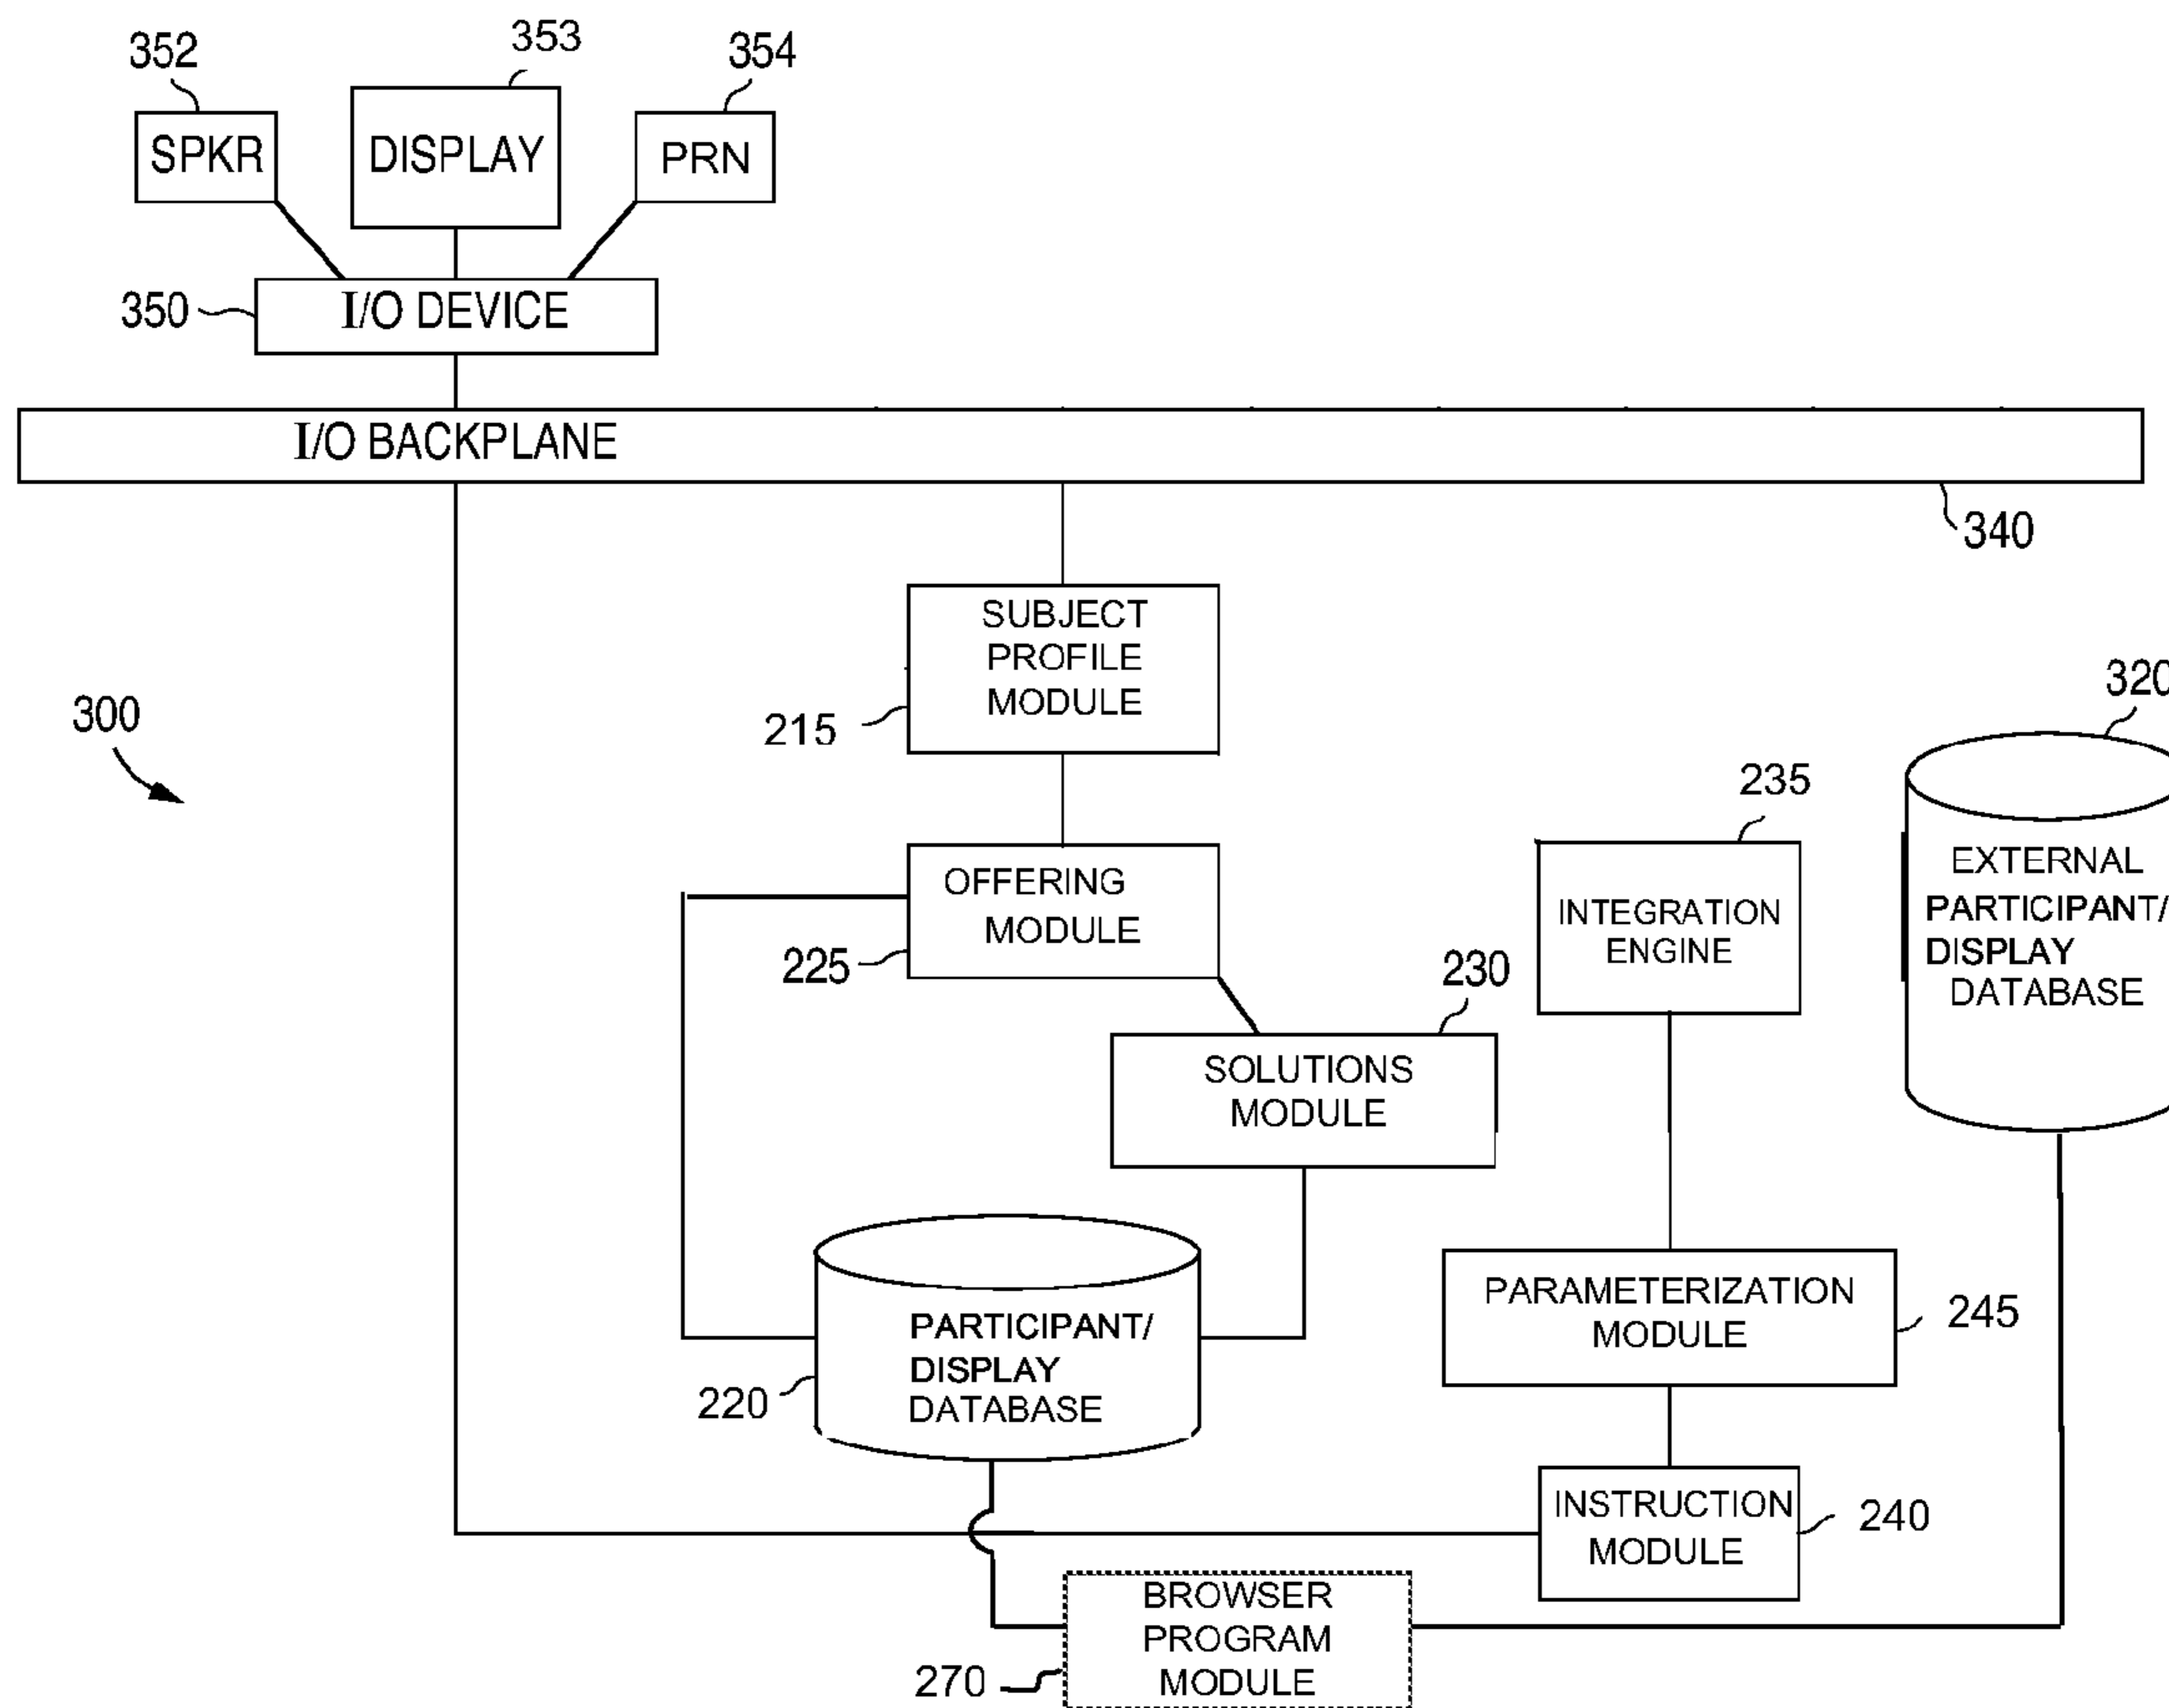 352
353
354
SPKR
DISPLAY
PRN
350
I/O DEVICE
I/O BACKPLANE
340
SUBJECT
PROFILE
MODULE
215
300
320
235
OFFERING
MODULE
225
INTEGRATION
ENGINE
EXTERNAL
PARTICIPANT/
DISPLAY
DATABASE
230
SOLUTIONS
MODULE
PARTICIPANT/
DISPLAY
DATABASE
220
PARAMETERIZATION
MODULE
245
INSTRUCTION
MODULE
240
BROWSER
PROGRAM
MODULE
270